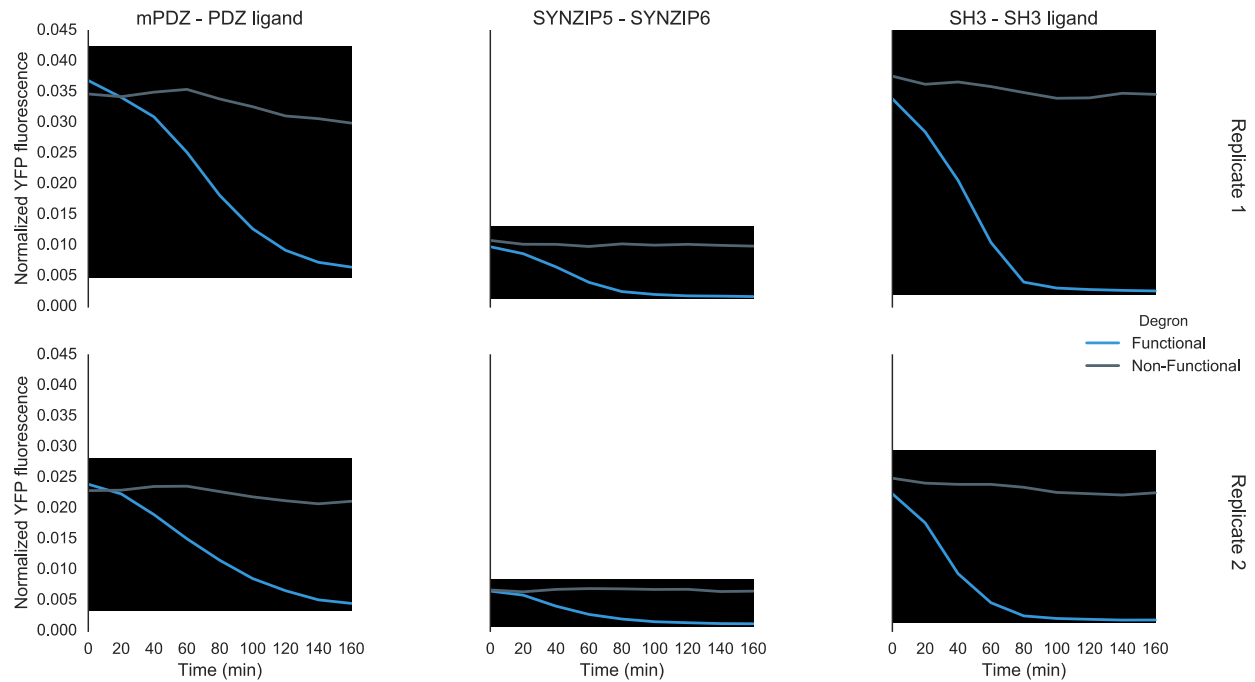 mPDZ - PDZ ligand
SYNZIP5 - SYNZIP6
SH3 - SH3 ligand
Normalized YFP fluorescence
0.045
0.040
0.035
0.030
0.025
0.020
0.015
0.010
0.005
0.000
Replicate 1
Degron
Functional
Non-Functional
Normalized YFP fluorescence
0.045
0.040
0.035
0.030
0.025
0.020
0.015
0.010
0.005
0.000
Replicate 2
0 20 40 60 80 100 120 140 160
0 20 40 60 80 100 120 140 160
0 20 40 60 80 100 120 140 160
Time (min)
Time (min)
Time (min)